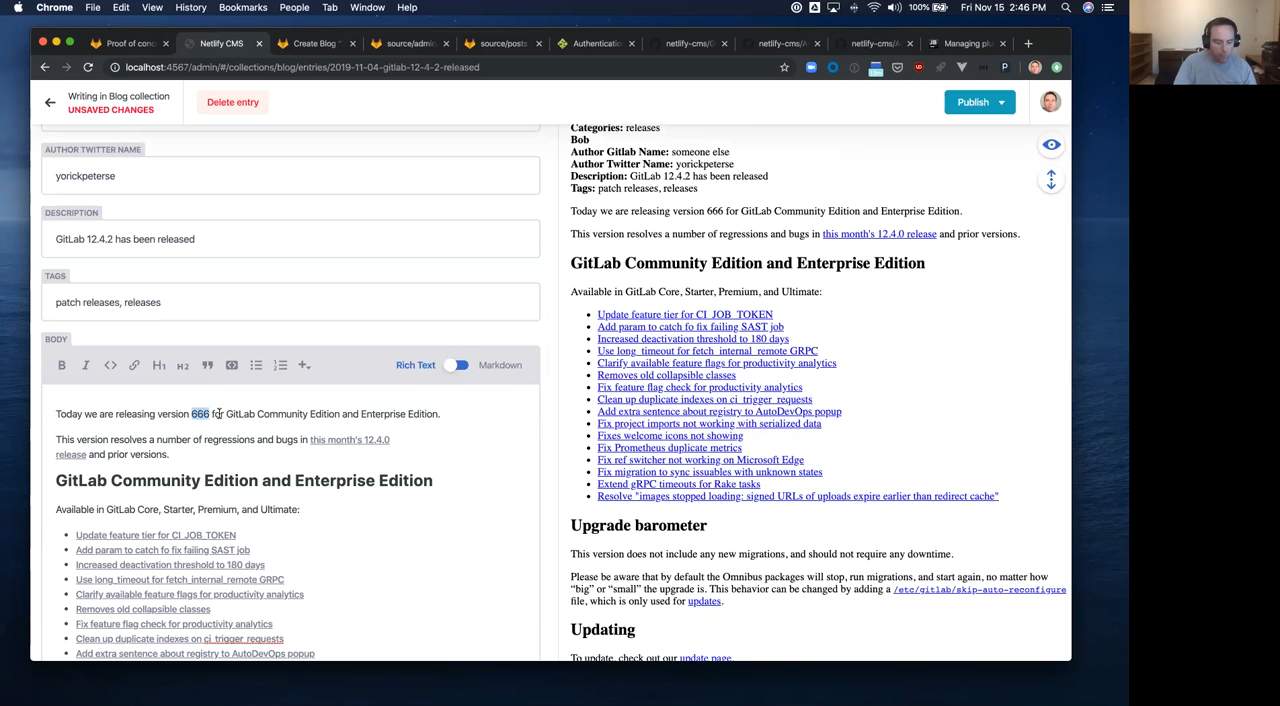 Chrome File Edit View History Bookmarks People Tab Window Help 100% Fri Nov 15 2:46 PM
Proof of conc Netlify CMS Create Blog " source/admin source/posts Authenticatio netlify-cms/ netlify-cms/A netlify-cms/A Managing plu
localhost:4567/admin/#/collections/blog/entries/2019-11-04-gitlab-12-4-2-released
Writing in Blog collection
UNSAVED CHANGES
Delete entry
Publish
AUTHOR TWITTER NAME
yorickpeterse
DESCRIPTION
GitLab 12.4.2 has been released
TAGS
patch releases, releases
BODY
B I H1 H2 Rich Text Markdown
Today we are releasing version 666 for GitLab Community Edition and Enterprise Edition.
This version resolves a number of regressions and bugs in this month's 12.4.0
release and prior versions.
GitLab Community Edition and Enterprise Edition
Available in GitLab Core, Starter, Premium, and Ultimate:
Update feature tier for CI_JOB_TOKEN
Add param to catch fo fix failing SAST job
Increased deactivation threshold to 180 days
Use long_timeout for fetch_internal_remote GRPC
Clarify available feature flags for productivity analytics
Removes old collapsible classes
Fix feature flag check for productivity analytics
Clean up duplicate indexes on ci_trigger_requests
Add extra sentence about registry to AutoDevOps popup
Categories: releases
Bob
Author Gitlab Name: someone else
Author Twitter Name: yorickpeterse
Description: GitLab 12.4.2 has been released
Tags: patch releases, releases
Today we are releasing version 666 for GitLab Community Edition and Enterprise Edition.
This version resolves a number of regressions and bugs in this month's 12.4.0 release and prior versions.
GitLab Community Edition and Enterprise Edition
Available in GitLab Core, Starter, Premium, and Ultimate:
Update feature tier for CI_JOB_TOKEN
Add param to catch fo fix failing SAST job
Increased deactivation threshold to 180 days
Use long_timeout for fetch_internal_remote GRPC
Clarify available feature flags for productivity analytics
Removes old collapsible classes
Fix feature flag check for productivity analytics
Clean up duplicate indexes on ci_trigger_requests
Add extra sentence about registry to AutoDevOps popup
Fix project imports not working with serialized data
Fixes welcome icons not showing
Fix Prometheus duplicate metrics
Fix ref switcher not working on Microsoft Edge
Fix migration to sync issuables with unknown states
Extend gRPC timeouts for Rake tasks
Resolve "images stopped loading: signed URLs of uploads expire earlier than redirect cache"
Upgrade barometer
This version does not include any new migrations, and should not require any downtime.
Please be aware that by default the Omnibus packages will stop, run migrations, and start again, no matter how
“big” or “small” the upgrade is. This behavior can be changed by adding a /etc/gitlab/skip-auto-reconfigure
file, which is only used for updates.
Updating
To update, check out our update page.